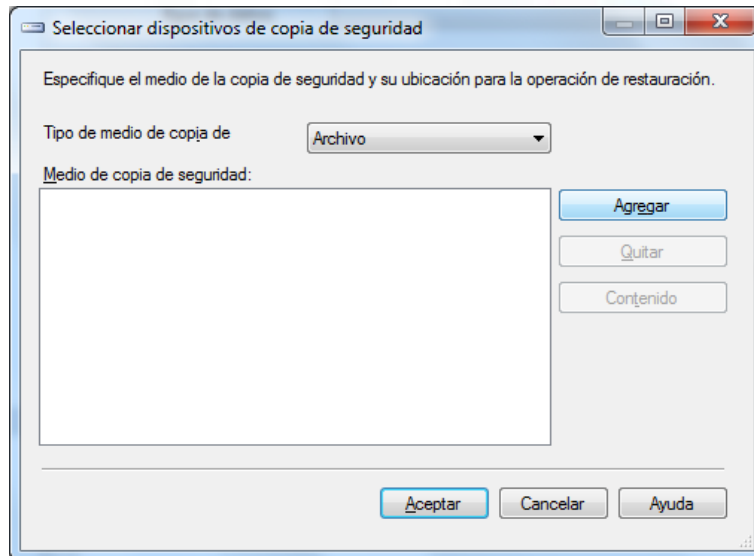 Seleccionar dispositivos de copia de seguridad
Especifique el medio de la copia de seguridad y su ubicación para la operación de restauración.
Tipo de medio de copia de
Archivo
Medio de copia de seguridad:
Agregar
Quitar
Contenido
Aceptar
Cancelar
Ayuda